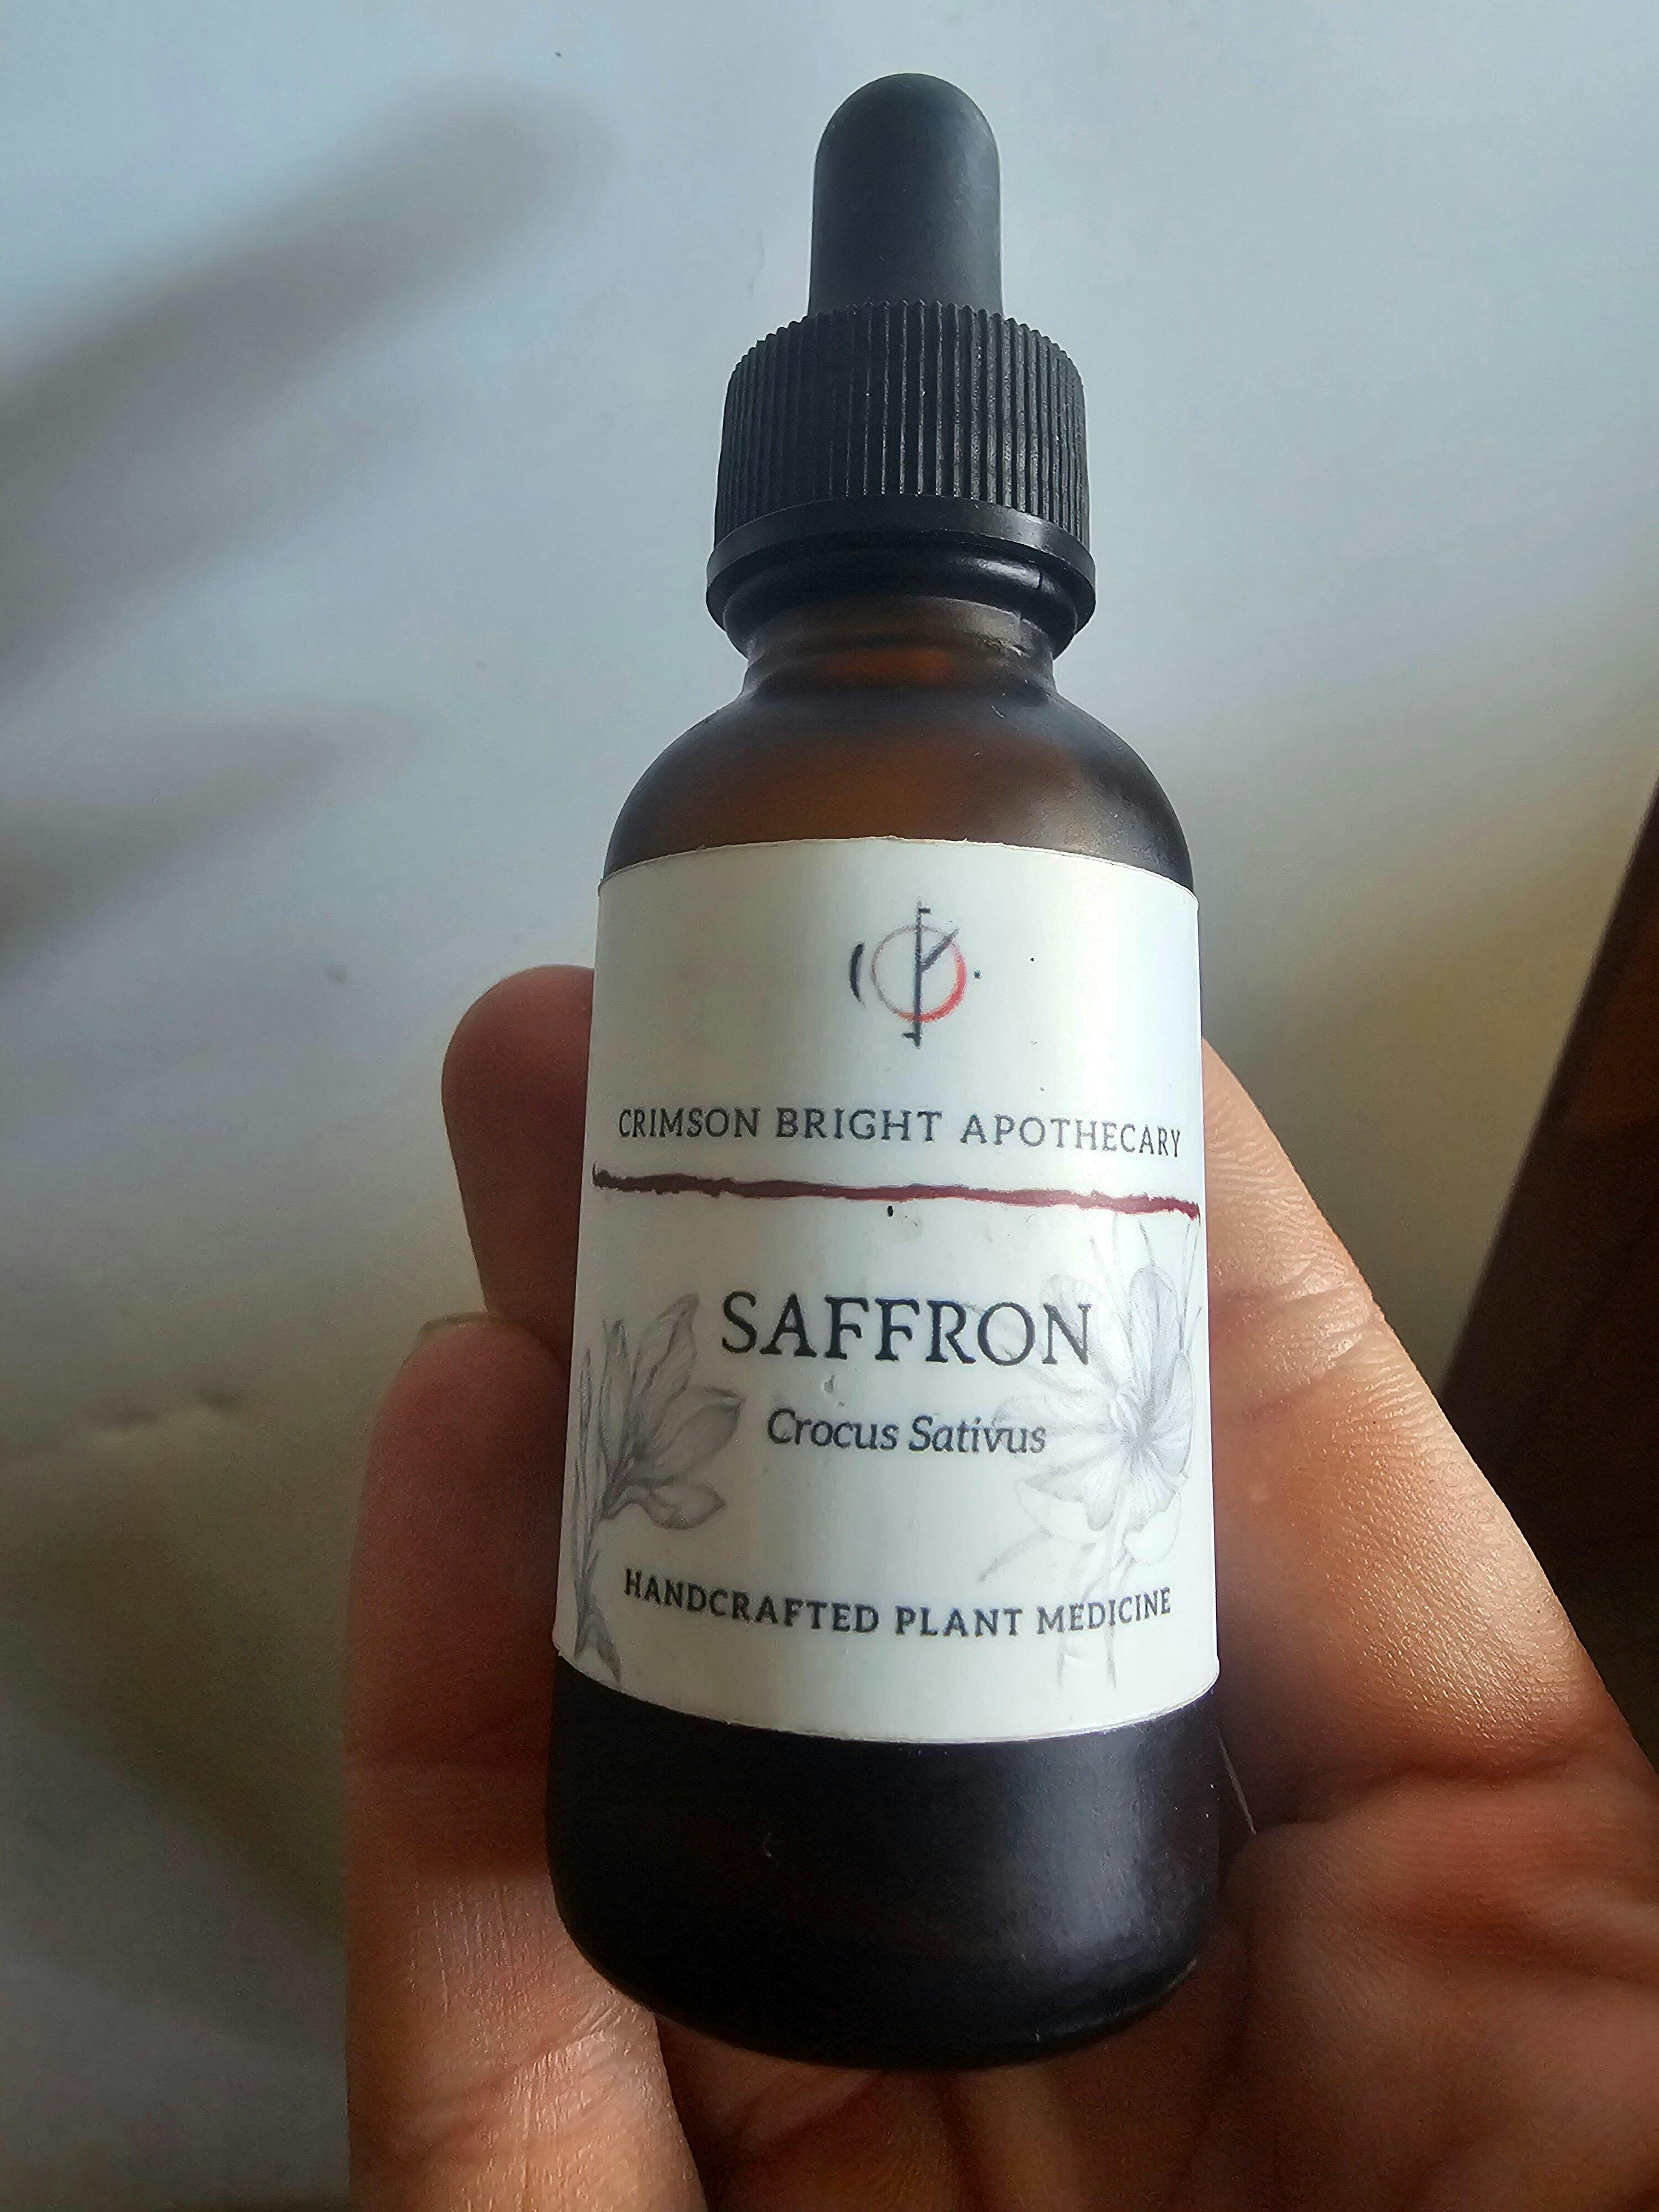 CRIMSON BRIGHT APOTHECARY
SAFFRON
Crocus Sativus
HANDCRAFTED PLANT MEDICINE